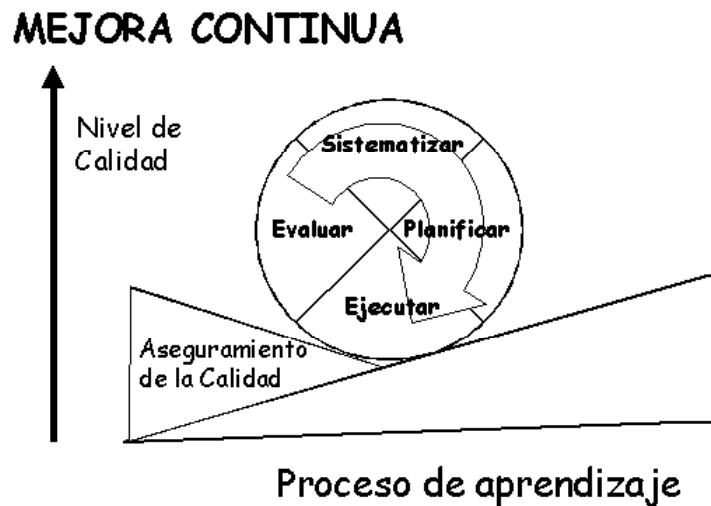 MEJORA CONTINUA
Nivel de
Calidad
Sistematizar
Evaluar
Planificar
Ejecutar
Aseguramiento
de la Calidad
Proceso de aprendizaje